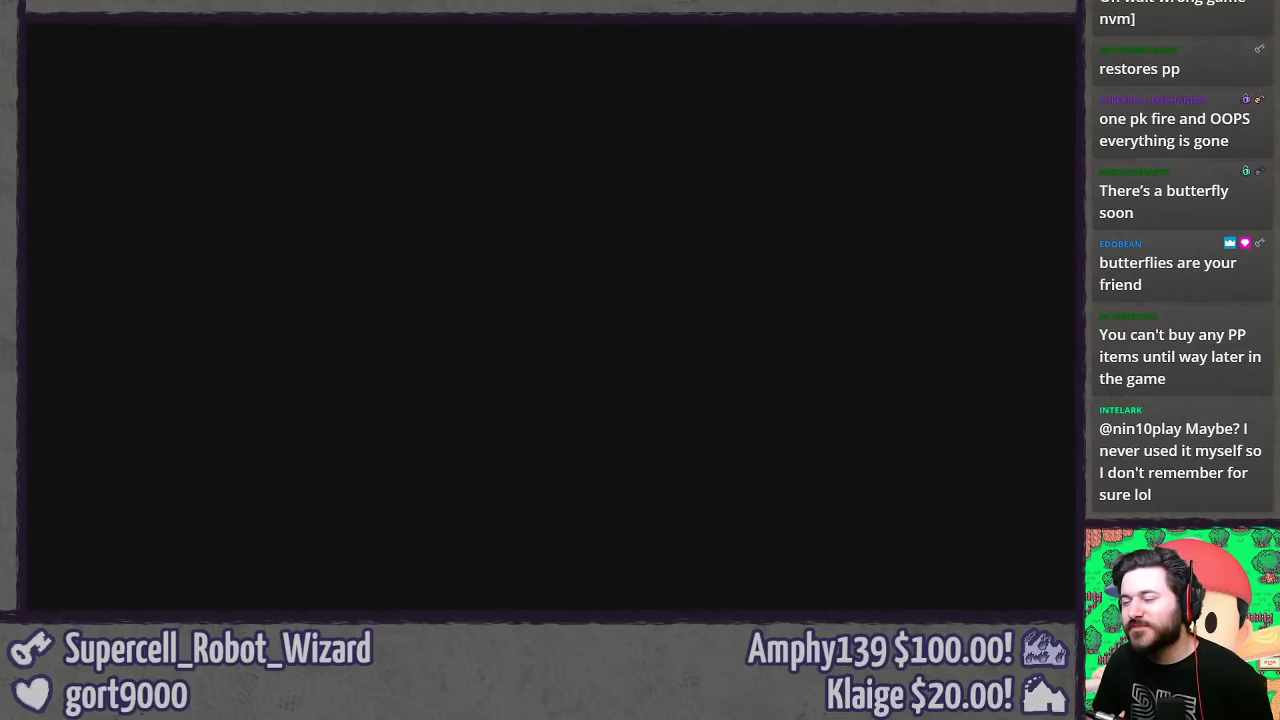 nvm]
restores pp
one pk fire and OOPS
everything is gone
There's a butterfly
soon
EDOBEAN
butterflies are your
friend
You can't buy any PP
items until way later in
the game
INTELARK
@nin10play Maybe? I
never used it myself so
I don't remember for
sure lol
Supercell_Robot_Wizard
gort9000
Amphy139 $100.00!
Klaige $20.00!